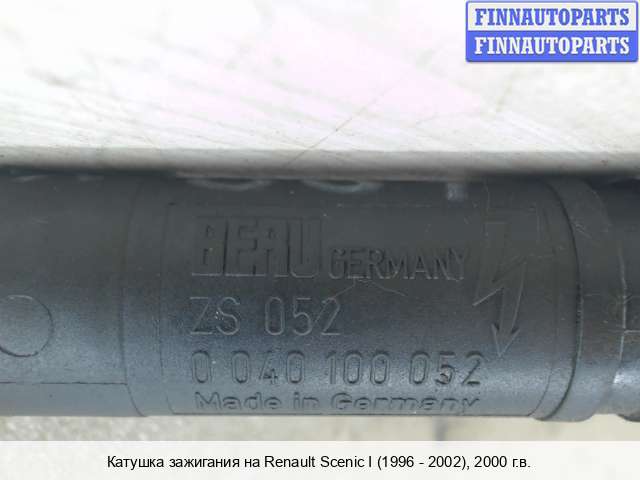 FINNAUTOPARTS
FINNAUTOPARTS
BERU GERMANY
ZS 052
0 040 100 052
Made in Germany
Катушка зажигания на Renault Scenic I (1996 - 2002), 2000 г.в.